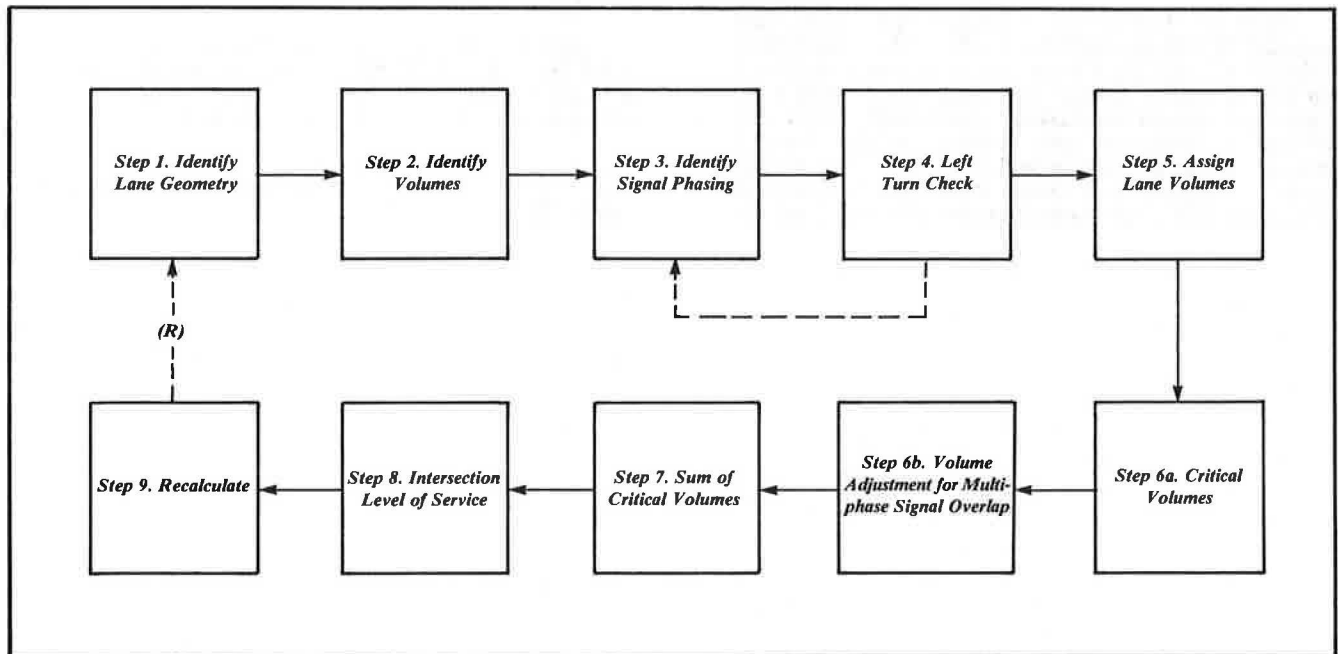 Step 1. Identify
Lane Geometry
Step 2. Identify
Volumes
Step 3. Identify
Signal Phasing
Step 4. Left
Turn Check
Step 5. Assign
Lane Volumes
(R)
Step 9. Recalculate
Step 8. Intersection
Level of Service
Step 7. Sum of
Critical Volumes
Step 6b. Volume
Adjustment for Multi-
phase Signal Overlap
Step 6a. Critical
Volumes